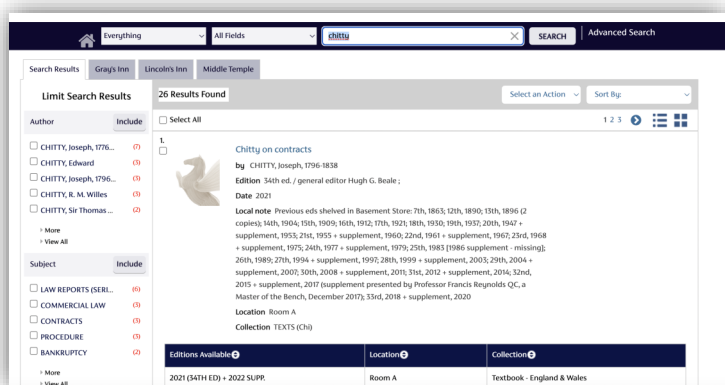 Everything
All Fields
chitty
SEARCH
Advanced Search
Search Results
Gray's Inn
Lincoln's Inn
Middle Temple
Limit Search Results
26 Results Found
Select an Action
Sort By:
Author
Include
Select All
1 2 3
CHITTY, Joseph, 1776... (7)
CHITTY, Edward (3)
CHITTY, Joseph, 1796... (3)
CHITTY, R. M. Willes (3)
CHITTY, Sir Thomas ... (2)
More
View All
Subject
Include
LAW REPORTS (SERI... (6)
COMMERCIAL LAW (3)
CONTRACTS (3)
PROCEDURE (3)
BANKRUPTCY (2)
More
View All
1.
Chitty on contracts
by CHITTY, Joseph, 1796-1838
Edition 34th ed. / general editor Hugh G. Beale ;
Date 2021
Local note Previous eds shelved in Basement Store: 7th, 1863; 12th, 1890; 13th, 1896 (2
copies); 14th, 1904; 15th, 1909; 16th, 1912; 17th, 1921; 18th, 1930; 19th, 1937; 20th, 1947 +
supplement, 1953; 21st, 1955 + supplement, 1960; 22nd, 1961 + supplement, 1967; 23rd, 1968
+ supplement, 1975; 24th, 1977 + supplement, 1979; 25th, 1983 [1986 supplement - missing];
26th, 1989; 27th, 1994 + supplement, 1997; 28th, 1999 + supplement, 2003; 29th, 2004 +
supplement, 2007; 30th, 2008 + supplement, 2011; 31st, 2012 + supplement, 2014; 32nd,
2015 + supplement, 2017 (supplement presented by Professor Francis Reynolds QC, a
Master of the Bench, December 2017); 33rd, 2018 + supplement, 2020
Location Room A
Collection TEXTS (Chi)
Editions Available
Location
Collection
2021 (34TH ED) + 2022 SUPP.
Room A
Textbook - England & Wales